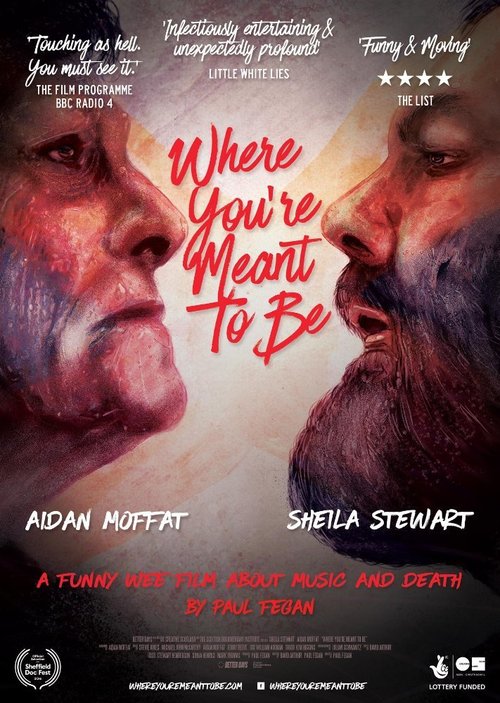 'Touching as hell.
You must see it.'
THE FILM PROGRAMME
BBC RADIO 4
'Infectiously entertaining &
unexpectedly profound'
LITTLE WHITE LIES
'Funny & Moving'
★★★★
THE LIST
Where
You're
Meant
To Be
AIDAN MOFFAT
SHEILA STEWART
A FUNNY WEE FILM ABOUT MUSIC AND DEATH
BY PAUL FEGAN
BETTER DAYS
Sheffield
Doc Fest
WHEREYOUREMEANTTOBE.COM
f WHEREYOUREMEANTTOBE
LOTTERY FUNDED